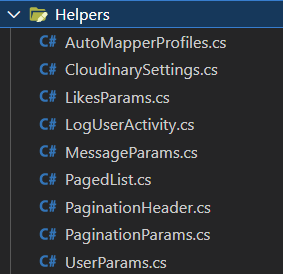 Helpers
C# AutoMapperProfiles.cs
C# CloudinarySettings.cs
C# LikesParams.cs
C# LogUserActivity.cs
C# MessageParams.cs
C# PagedList.cs
C# PaginationHeader.cs
C# PaginationParams.cs
C# UserParams.cs